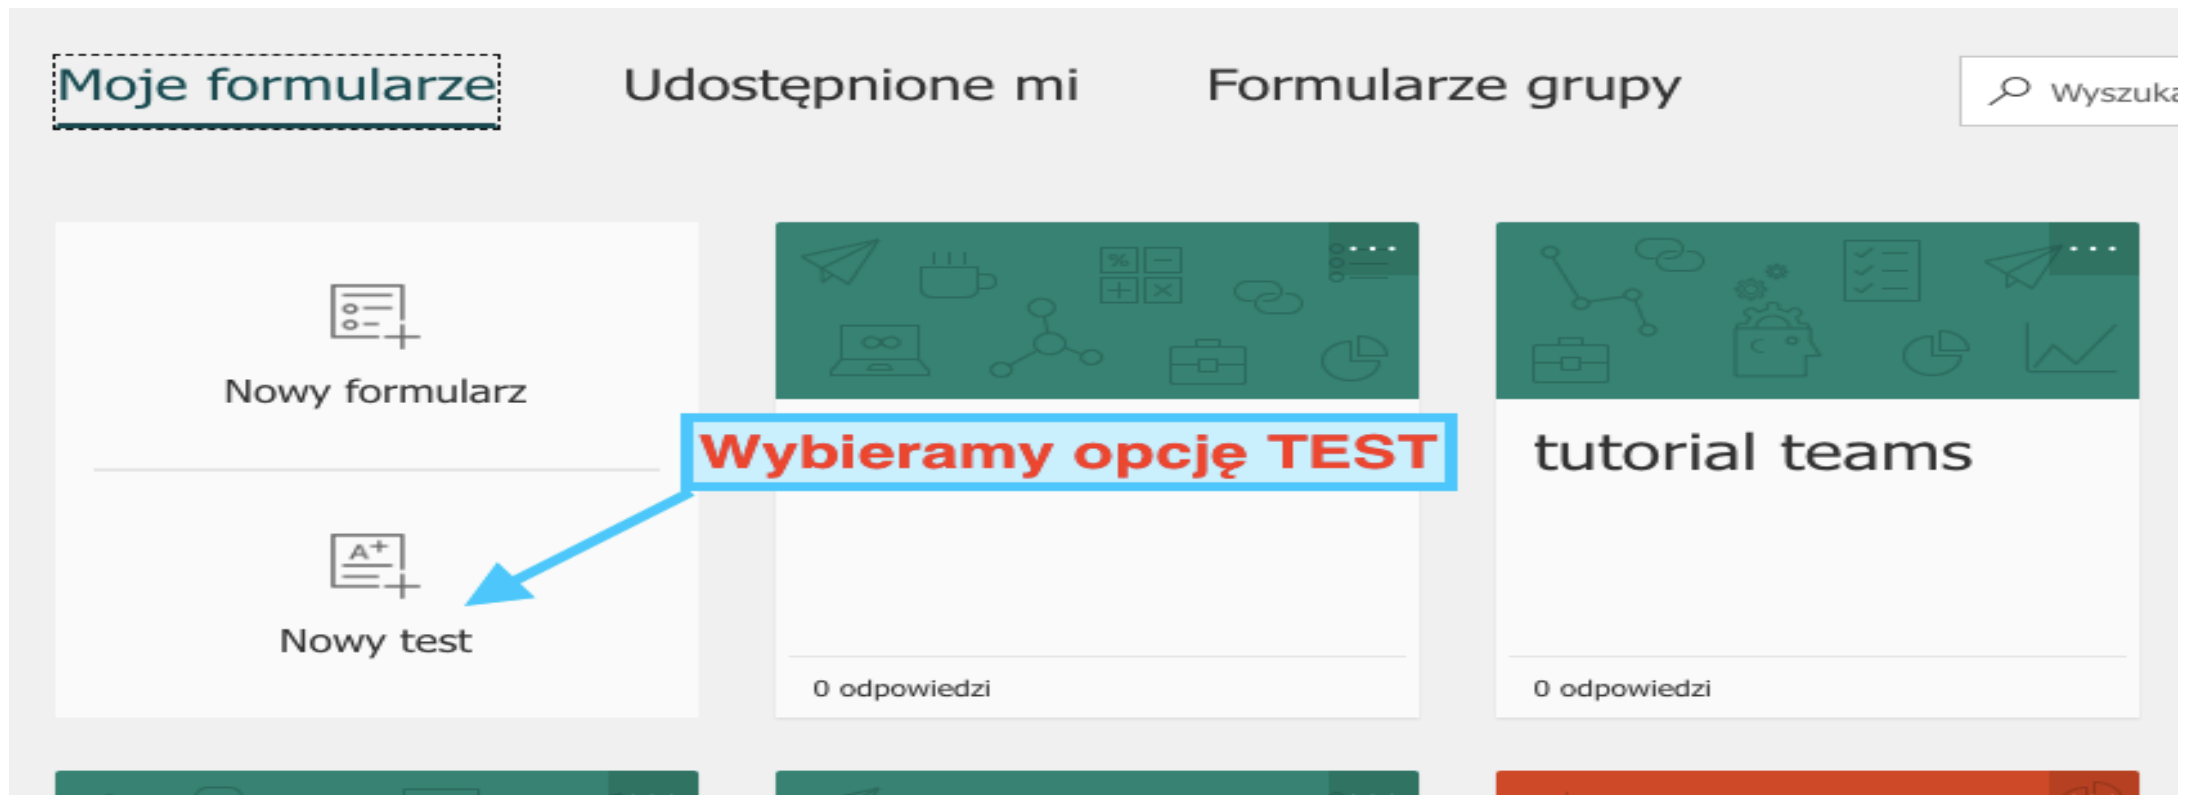 Moje formularze
Udostępnione mi
Formularze grupy
Nowy formularz
Wybieramy opcję TEST
tutorial teams
A+
Nowy test
0 odpowiedzi
0 odpowiedzi